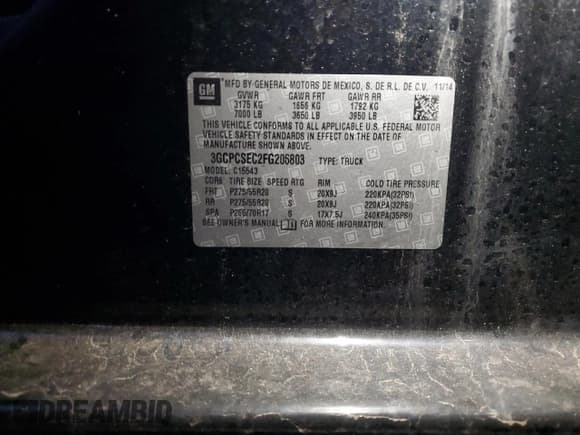 GM
MFD BY GENERAL MOTORS DE MEXICO, S. DE R.L. DE C.V. 11/14
GVWR GAWR FRT GAWR RR
3175 KG 1656 KG 1792 KG
7000 LB 3650 LB 3950 LB
THIS VEHICLE CONFORMS TO ALL APPLICABLE U.S. FEDERAL MOTOR
VEHICLE SAFETY STANDARDS IN EFFECT ON THE DATE OF
MANUFACTURE SHOWN ABOVE.
3GCPCSEC2FG205803 TYPE: TRUCK
MODEL: C15543
COR TIRE SIZE SPEED RTG RIM COLD TIRE PRESSURE
FRT P275/55R20 S 20X9J 220KPA(32PSI)
RR P275/55R20 S 20X9J 220KPA(32PSI)
SPA P265/70R17 S 17X7.5J 240KPA(35PSI)
SEE OWNER'S MANUAL FOR MORE INFORMATION.
DREAMBID